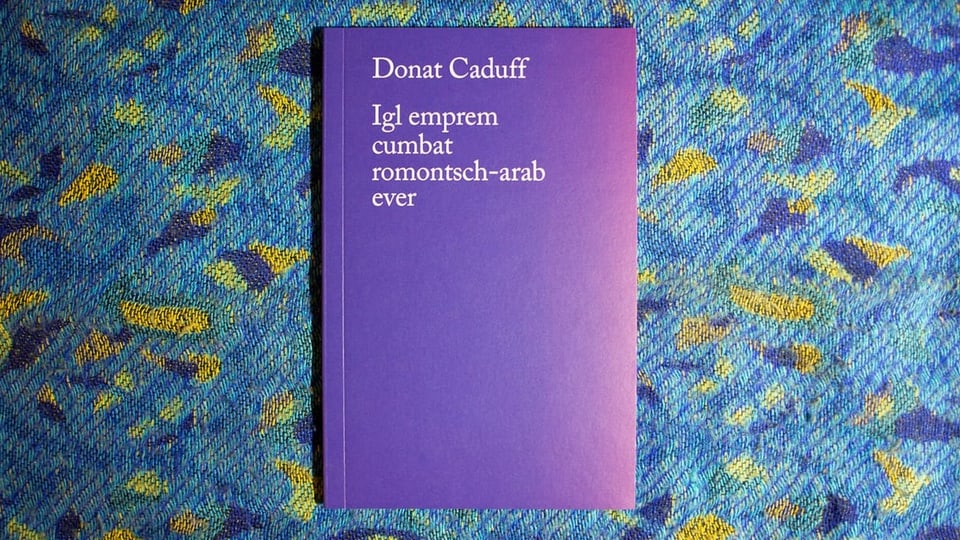 Donat Caduff
Igl emprem
cumbat
romontsch-arab
ever